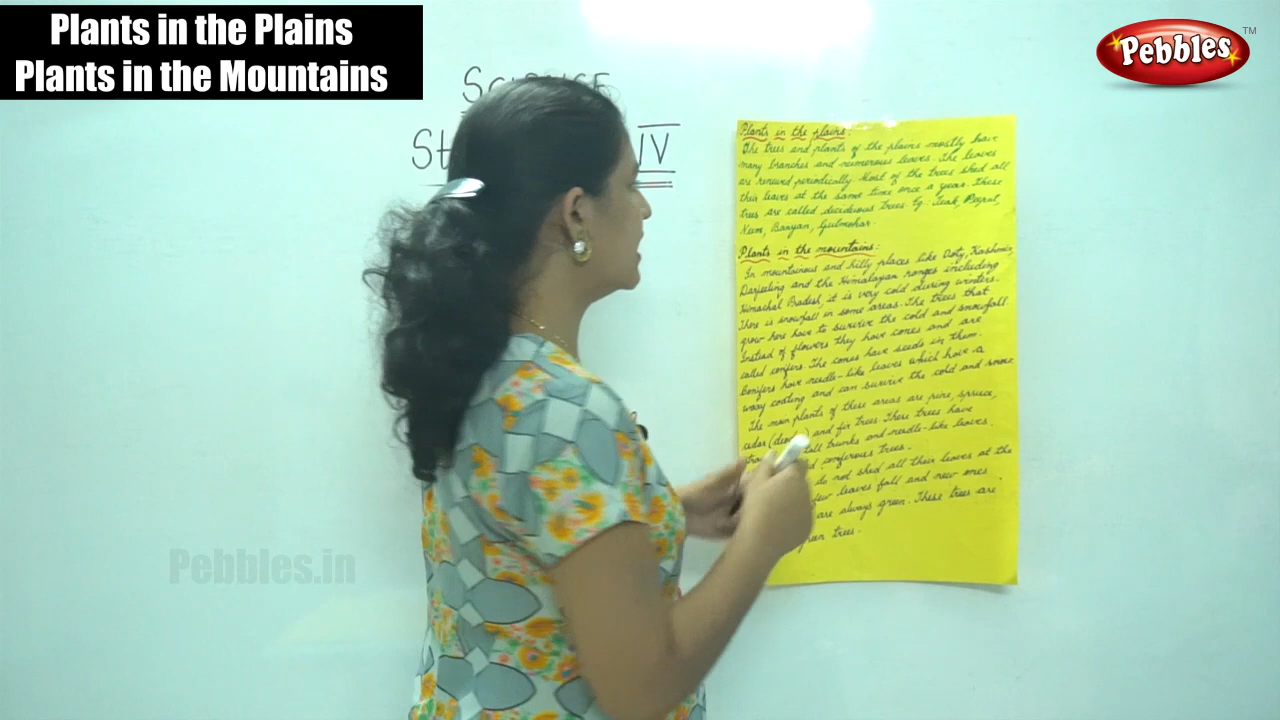 Plants in the Plains
Plants in the Mountains
Pebbles
TM
SCIENCE
St IV
Plants in the plains:
The trees and plants of the plains mostly have
many branches and numerous leaves. The leaves
are renewed periodically. Most of the trees shed all
their leaves at the same time once a year. These
trees are called deciduous trees. Eg: Teak, Peepul,
Neem, Banyan, Gulmohar.
Plants in the mountains:
In mountainous and hilly places like Ooty, Kashmir,
Darjeeling and the Himalayan ranges including
Himachal Pradesh, it is very cold during winters.
There is snowfall in some areas. The trees that
grow here have to survive the cold and snowfall.
Instead of flowers they have cones and are
called conifers. The cones have seeds in them.
Conifers have needle-like leaves which have a
waxy coating and can survive the cold and snow.
The main plants of these areas are pine, spruce,
cedar (deo ) and fir trees. These trees have
tall trunks and needle-like leaves.
d coniferous trees.
do not shed all their leaves at the
few leaves fall and new ones
are always green. These trees are
green trees.
Pebbles.in